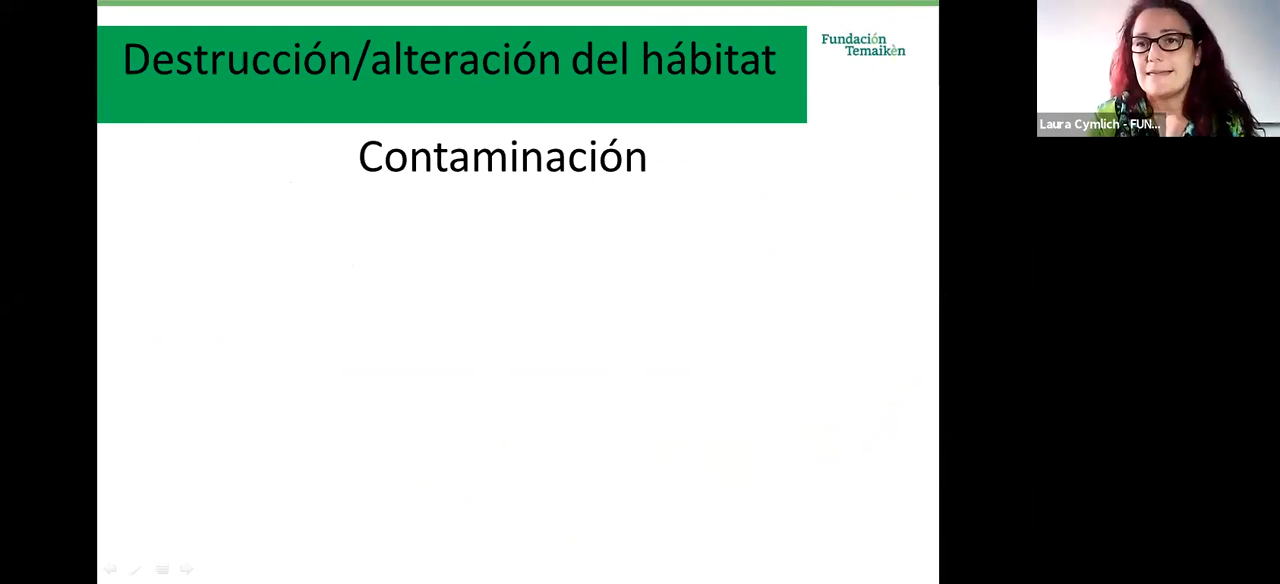 Destrucción/alteración del hábitat
Fundación
Temaikèn
Contaminación
Laura Cymlich - FUN...